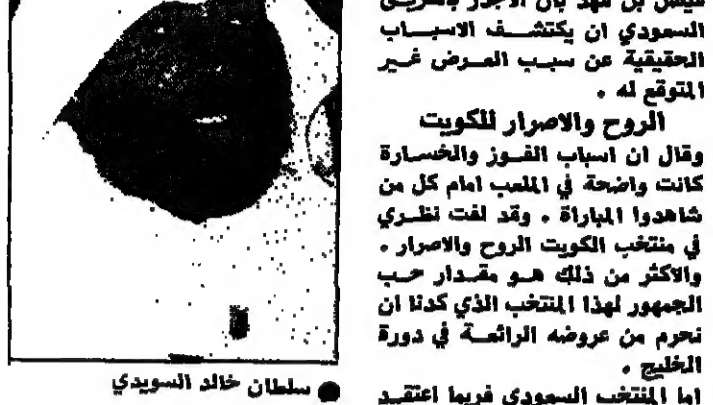 السعودي ان يكتشف الاسباب
الحقيقية عن سبب العرض غير
المتوقع له .
الروح والاصرار للكويت
وقال ان اسباب الفوز والخسارة
كانت واضحة في الملعب امام كل من
شاهدوا المباراة . وقد لفت نظري
في منتخب الكويت الروح والاصرار .
والاكثر من ذلك هو مقدار حب
الجمهور لهذا المنتخب الذي كدنا ان
نحرم من عروضه الرائعة في دورة
الخليج .
اما المنتخب السعودي فربما اعتقد
سلطان خالد السويدي